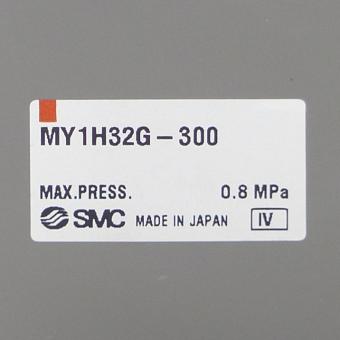 MY1H32G-300
MAX.PRESS. 0.8 MPa
SMC MADE IN JAPAN IV